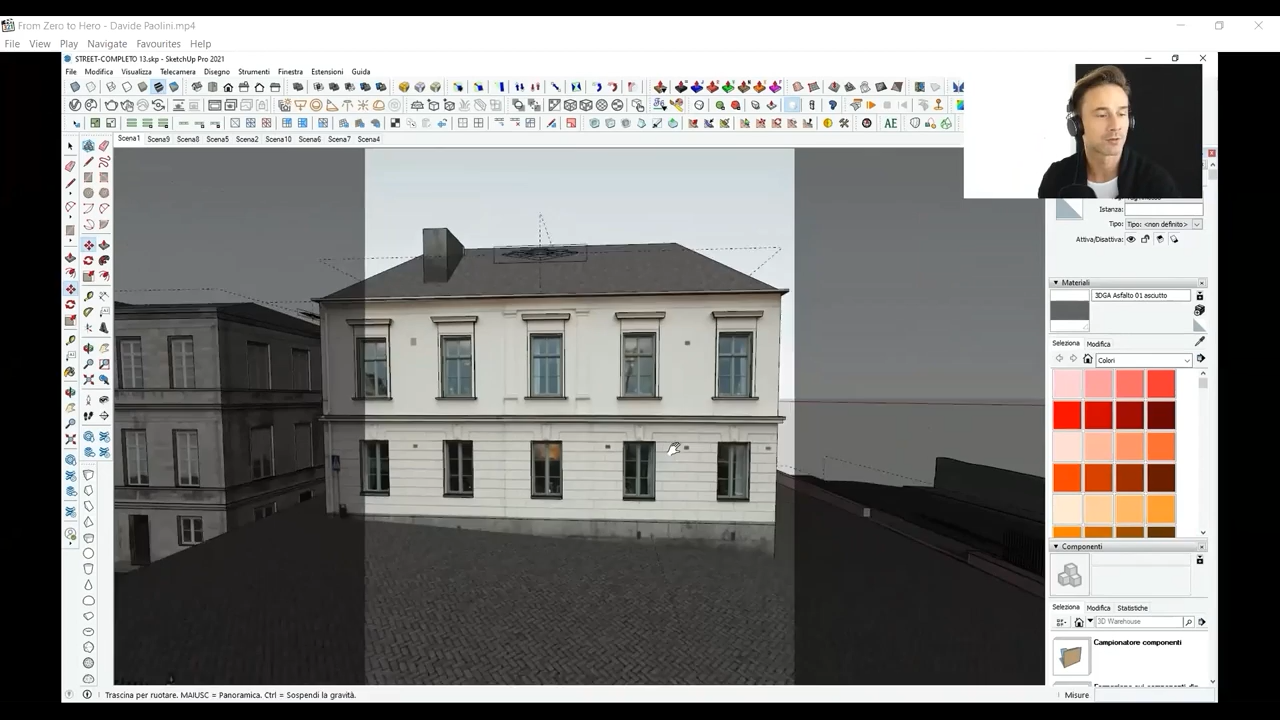 From Zero to Hero - Davide Paolini.mp4
File View Play Navigate Favourites Help
STREET-COMPLETO 13.skp - SketchUp Pro 2021
File Modifica Visualizza Telecamera Disegno Strumenti Finestra Estensioni Guida
AE
Scena1 Scena9 Scena8 Scena5 Scena2 Scena10 Scena6 Scena7 Scena4
Istanza:
Tipo: Tipo: <non definito>
Attiva/Disattiva:
Materiali
3DGA Asfalto 01 asciutto
Seleziona Modifica
Colori
Componenti
Seleziona Modifica Statistiche
3D Warehouse
Campionatore componenti
Trascina per ruotare. MAIUSC = Panoramica. Ctrl = Sospendi la gravità.
Misure